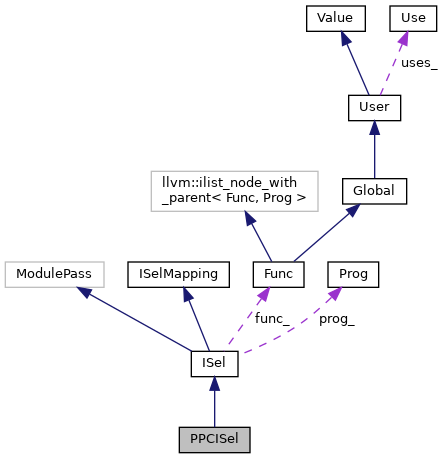 Value
Use
uses_
User
llvm::ilist_node_with
_parent< Func, Prog >
Global
ModulePass
ISelMapping
Func
Prog
func_
prog_
ISel
PPCISel